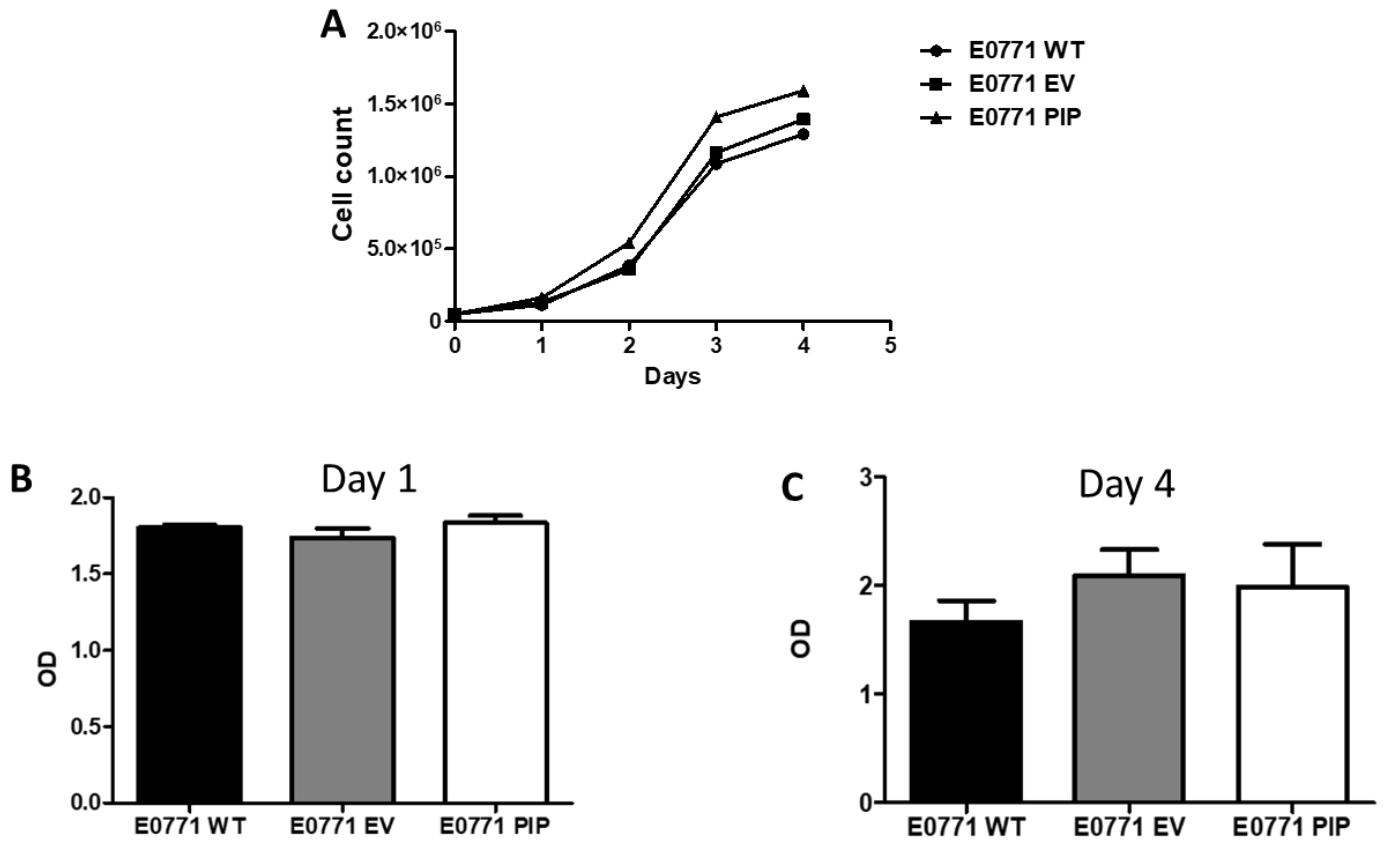 A
2.0×10⁶
1.5×10⁶
1.0×10⁶
5.0×10⁵
0
Cell count
0 1 2 3 4 5
Days
E0771 WT
E0771 EV
E0771 PIP
B
Day 1
2.0
1.5
1.0
0.5
0.0
OD
E0771 WT E0771 EV E0771 PIP
C
Day 4
3
2
1
0
OD
E0771 WT E0771 EV E0771 PIP